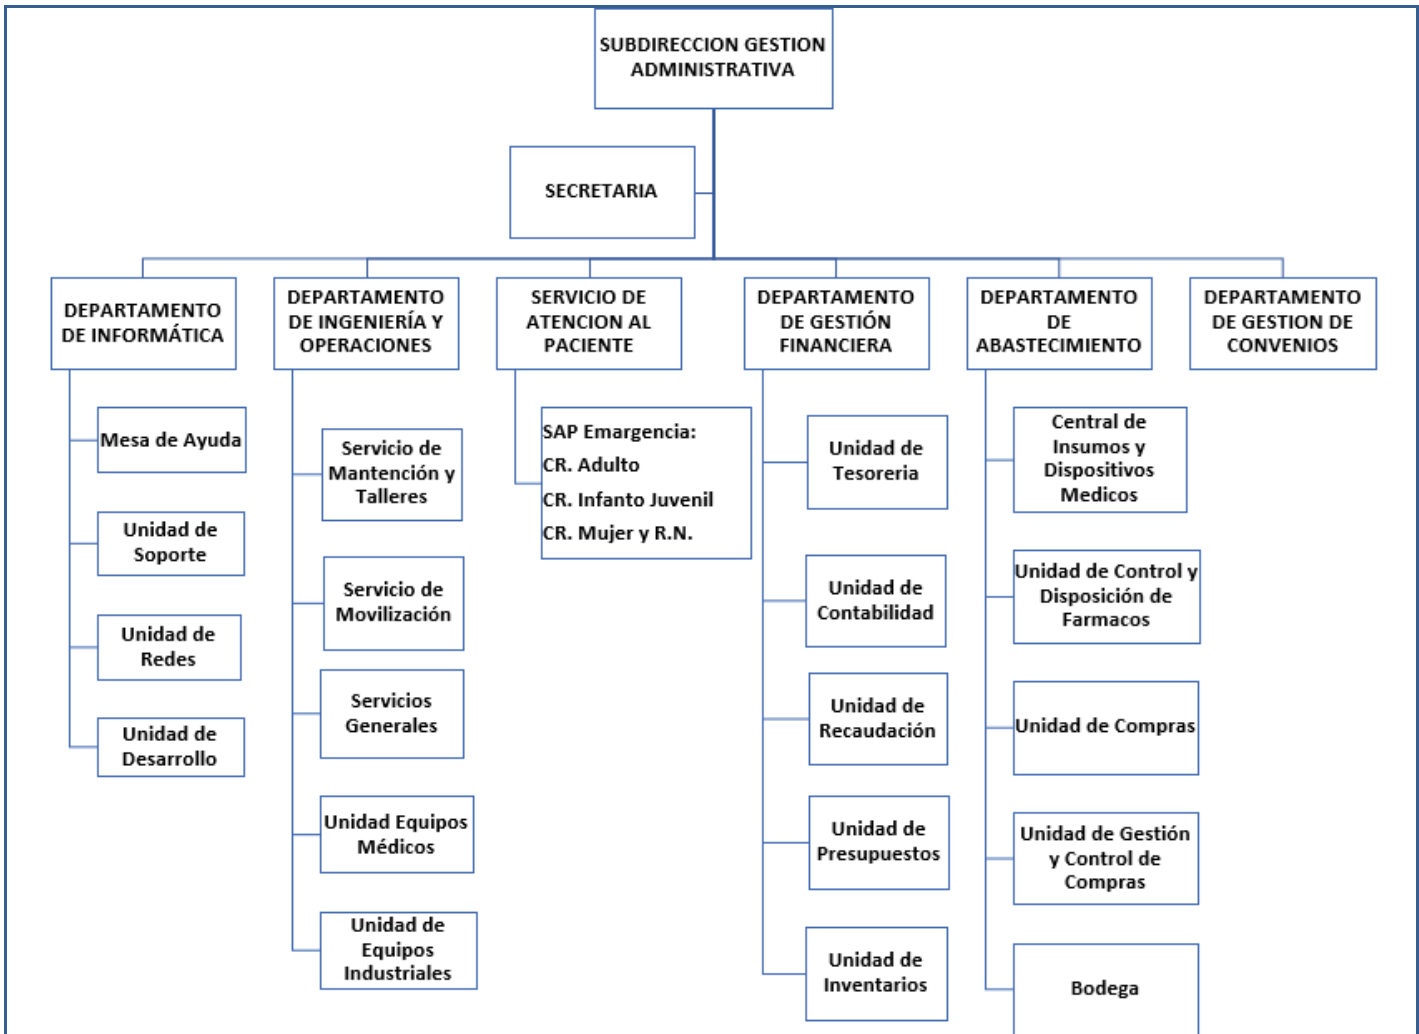 SUBDIRECCION GESTION
ADMINISTRATIVA
SECRETARIA
DEPARTAMENTO
DE INFORMÁTICA
Mesa de Ayuda
Unidad de
Soporte
Unidad de
Redes
Unidad de
Desarrollo
DEPARTAMENTO
DE INGENIERÍA Y
OPERACIONES
Servicio de
Mantención y
Talleres
Servicio de
Movilización
Servicios
Generales
Unidad Equipos
Médicos
Unidad de
Equipos
Industriales
SERVICIO DE
ATENCION AL
PACIENTE
SAP Emargencia:
CR. Adulto
CR. Infanto Juvenil
CR. Mujer y R.N.
DEPARTAMENTO
DE GESTIÓN
FINANCIERA
Unidad de
Tesoreria
Unidad de
Contabilidad
Unidad de
Recaudación
Unidad de
Presupuestos
Unidad de
Inventarios
DEPARTAMENTO
DE
ABASTECIMIENTO
Central de
Insumos y
Dispositivos
Medicos
Unidad de Control y
Disposición de
Farmacos
Unidad de Compras
Unidad de Gestión
y Control de
Compras
Bodega
DEPARTAMENTO
DE GESTION DE
CONVENIOS